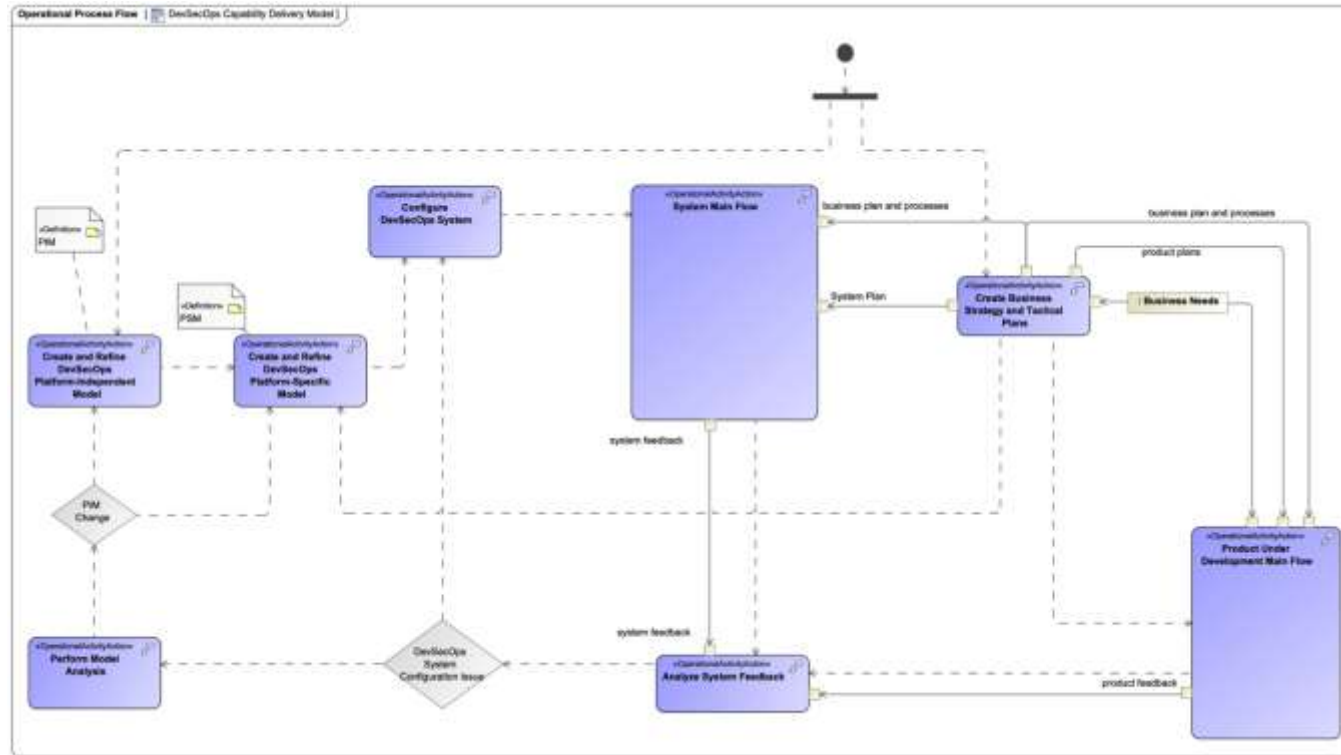 Operational Process Flow [ DevSecOps Capability Delivery Model ]
«OperationalActivityAction»
Configure
DevSecOps System
«OperationalActivityAction»
System Main Flow
business plan and processes
business plan and processes
product plans
«Definition»
PIM
System Plan
«OperationalActivityAction»
Create Business
Strategy and Tactical
Plans
: Business Needs
«Definition»
PSM
«OperationalActivityAction»
Create and Refine
DevSecOps
Platform-Independent
Model
«OperationalActivityAction»
Create and Refine
DevSecOps
Platform-Specific
Model
system feedback
PIM
Change
«OperationalActivityAction»
Product Under
Development Main Flow
system feedback
«OperationalActivityAction»
Perform Model
Analysis
DevSecOps
System
Configuration Issue
«OperationalActivityAction»
Analyze System Feedback
product feedback